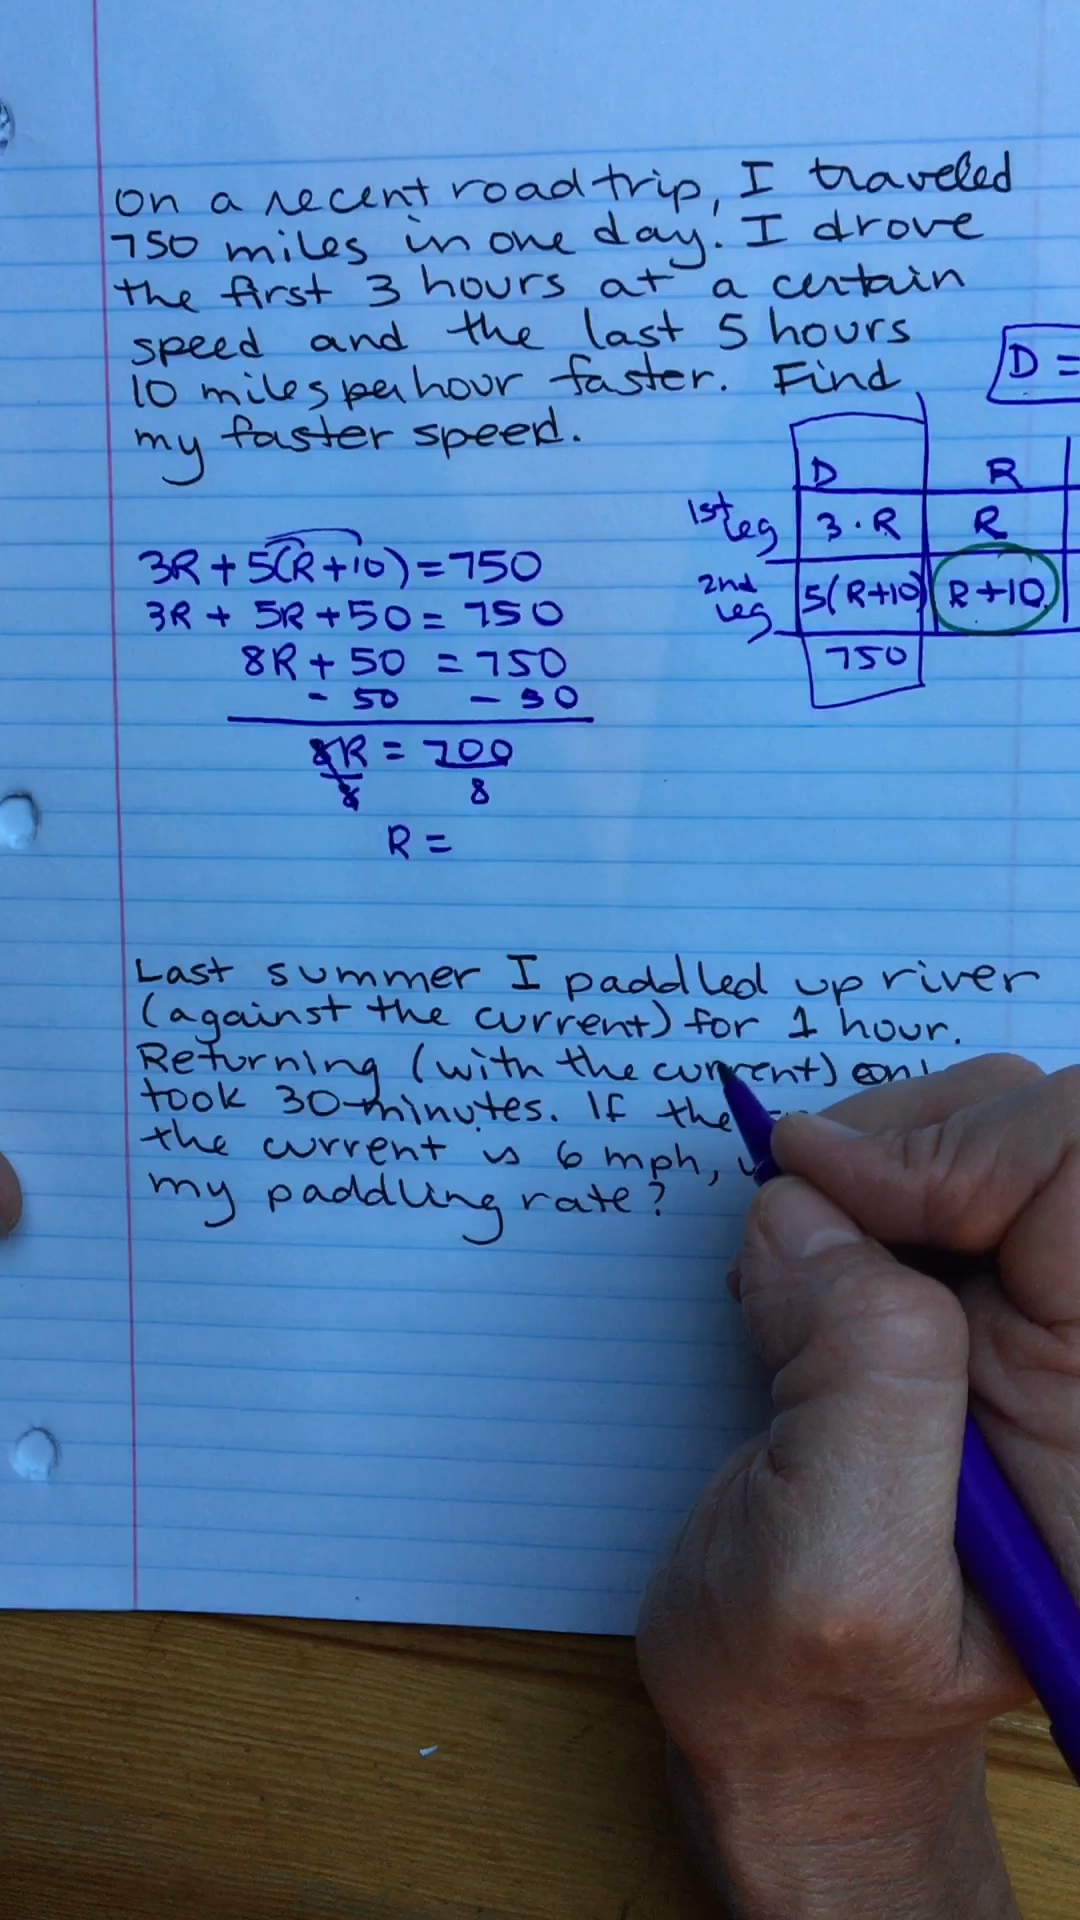 on a recent road trip, I traveled
750 miles in one day. I drove
the first 3 hours at a certain
speed and the last 5 hours
10 miles per hour faster. Find
my faster speed.
D =
D R
1st leg 3·R R
2nd leg 5(R+10) R+10
750
3R+5(R+10)=750
3R+5R+50=750
8R+50=750
-50 -50
8R = 700
8 8
R =
Last summer I paddled up river
(against the current) for 1 hour.
Returning (with the current)
took 30 minutes. If the
the current is 6 mph,
my paddling rate?